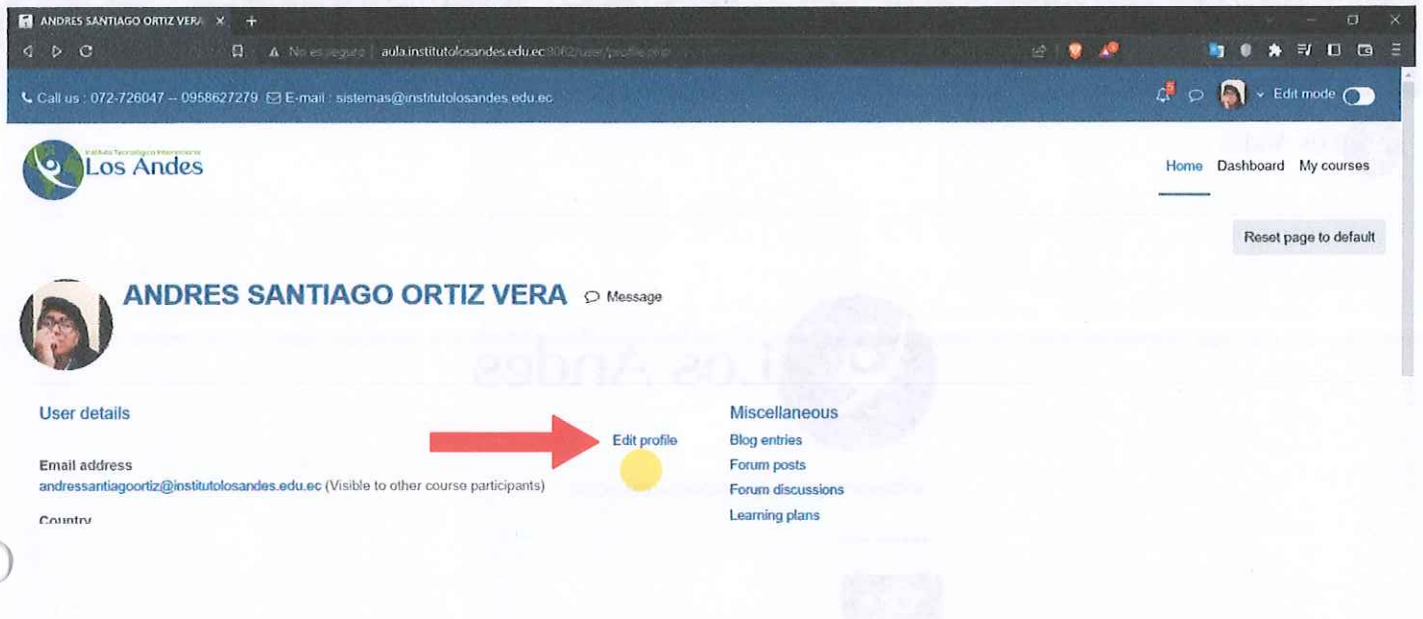 ANDRES SANTIAGO ORTIZ VERA
No es seguro aula.institutolosandes.edu.ec
Call us : 072-726047 -- 0958627279 E-mail : sistemas@institutolosandes.edu.ec
Edit mode
Los Andes
Home Dashboard My courses
Reset page to default
ANDRES SANTIAGO ORTIZ VERA Message
User details
Miscellaneous
Edit profile
Blog entries
Email address
Forum posts
andressantiagoortiz@institutolosandes.edu.ec (Visible to other course participants)
Forum discussions
Country
Learning plans